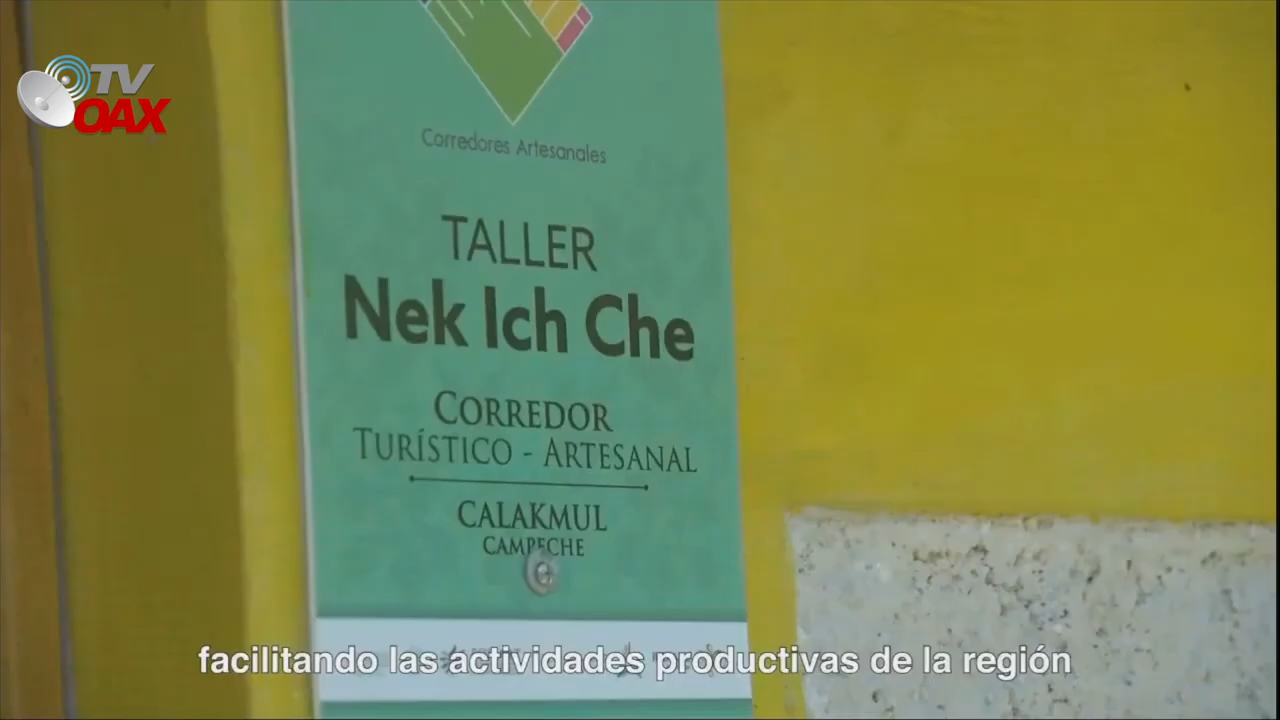 TV
OAX
Corredores Artesanales
TALLER
Nek Ich Che
CORREDOR
TURÍSTICO - ARTESANAL
CALAKMUL
CAMPECHE
facilitando las actividades productivas de la región